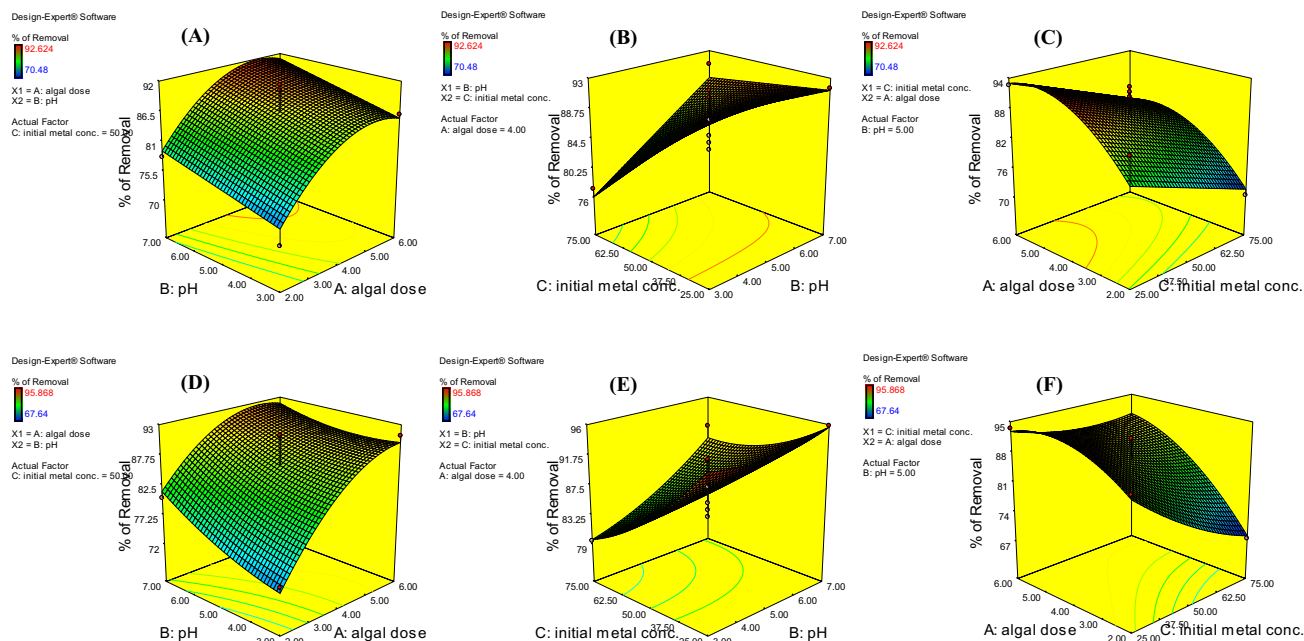 Design-Expert® Software
% of Removal
92.624
70.48
X1 = A: algal dose
X2 = B: pH
Actual Factor
C: initial metal conc. = 50.00
(A)
92
86.5
81
75.5
70
% of Removal
7.00
6.00
5.00
4.00
3.00
B: pH
2.00
3.00
4.00
5.00
6.00
A: algal dose
Design-Expert® Software
% of Removal
92.624
70.48
X1 = B: pH
X2 = C: initial metal conc.
Actual Factor
A: algal dose = 4.00
(B)
93
88.75
84.5
80.25
76
% of Removal
75.00
62.50
50.00
37.50
25.00
C: initial metal conc.
3.00
4.00
5.00
6.00
7.00
B: pH
Design-Expert® Software
% of Removal
92.624
70.48
X1 = C: initial metal conc.
X2 = A: algal dose
Actual Factor
B: pH = 5.00
(C)
94
88
82
76
70
% of Removal
6.00
5.00
4.00
3.00
2.00
A: algal dose
25.00
37.50
50.00
62.50
75.00
C: initial metal conc.
Design-Expert® Software
% of Removal
95.868
67.64
X1 = A: algal dose
X2 = B: pH
Actual Factor
C: initial metal conc. = 50.00
(D)
93
87.75
82.5
77.25
72
% of Removal
7.00
6.00
5.00
4.00
3.00
B: pH
2.00
3.00
4.00
5.00
6.00
A: algal dose
Design-Expert® Software
% of Removal
95.868
67.64
X1 = B: pH
X2 = C: initial metal conc.
Actual Factor
A: algal dose = 4.00
(E)
96
91.75
87.5
83.25
79
% of Removal
75.00
62.50
50.00
37.50
25.00
C: initial metal conc.
3.00
4.00
5.00
6.00
7.00
B: pH
Design-Expert® Software
% of Removal
95.868
67.64
X1 = C: initial metal conc.
X2 = A: algal dose
Actual Factor
B: pH = 5.00
(F)
95
88
81
74
67
% of Removal
6.00
5.00
4.00
3.00
2.00
A: algal dose
25.00
37.50
50.00
62.50
75.00
C: initial metal conc.